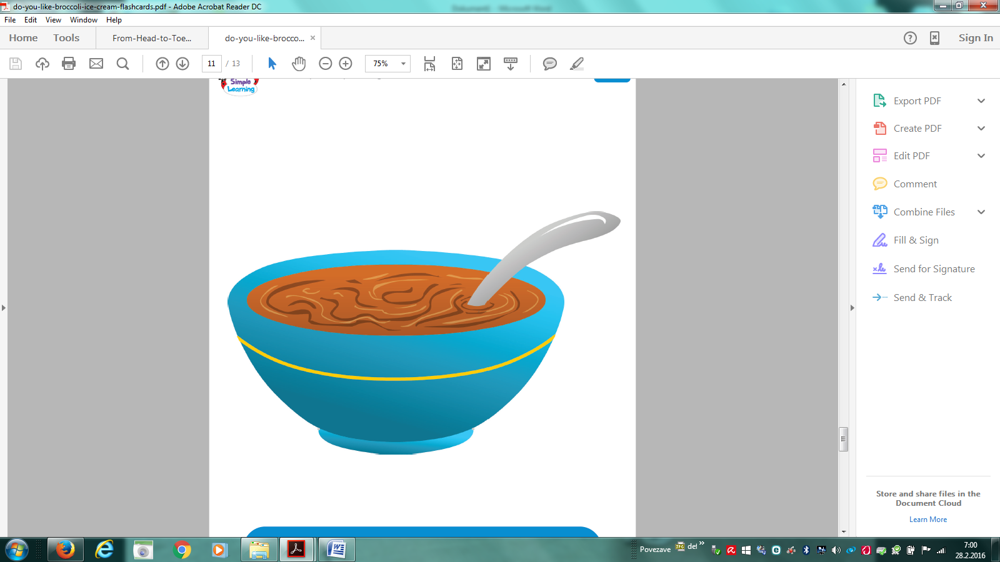 do-you-like-broccoli-ice-cream-flashcards.pdf - Adobe Acrobat Reader DC
File Edit View Window Help
Home Tools From-Head-to-Toe... do-you-like-brocco... × Sign In
11 / 13 75%
Simple
Learning
Export PDF
Create PDF
Edit PDF
Comment
Combine Files
Fill & Sign
Send for Signature
Send & Track
Store and share files in the
Document Cloud
Learn More
Povezave JPG del »
7:00
28.2.2016